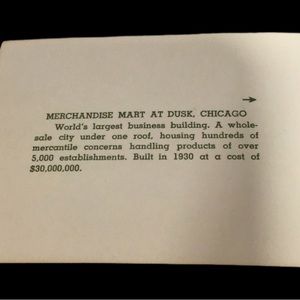 MERCHANDISE MART AT DUSK, CHICAGO
World's largest business building. A whole-
sale city under one roof, housing hundreds of
mercantile concerns handling products of over
5,000 establishments. Built in 1930 at a cost of
$30,000,000.